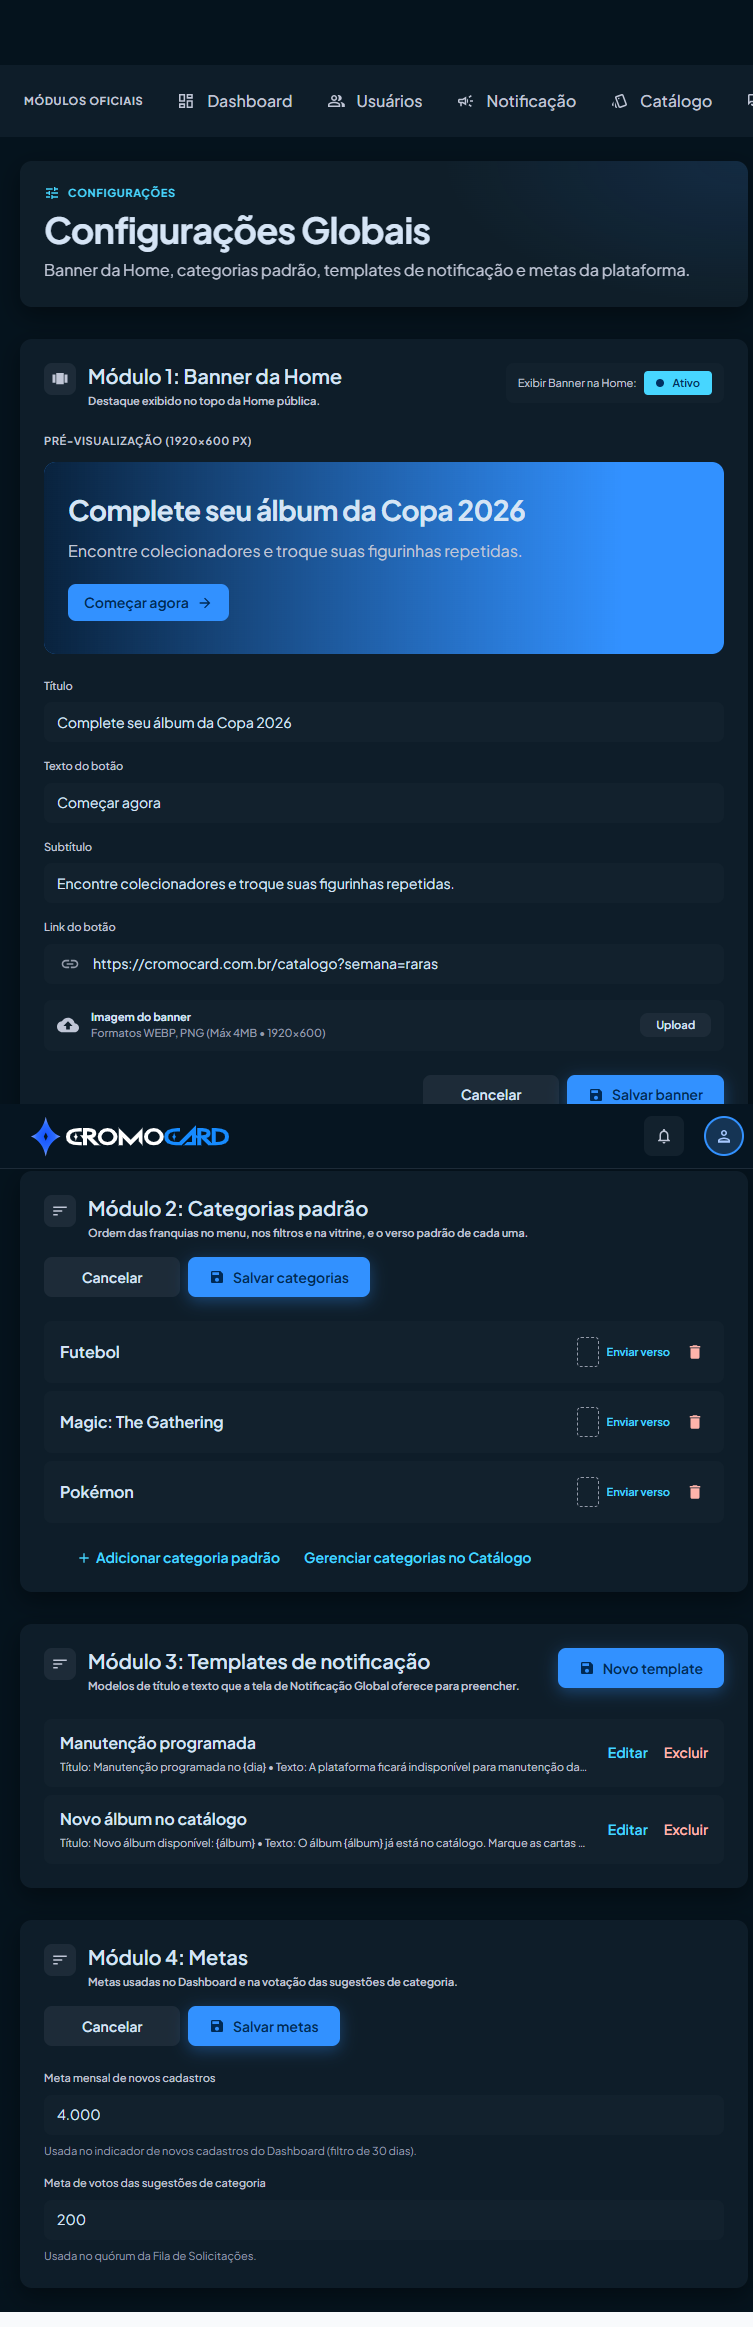 MÓDULOS OFICIAIS Dashboard Usuários Notificação Catálogo
CONFIGURAÇÕES
Configurações Globais
Banner da Home, categorias padrão, templates de notificação e metas da plataforma.
Módulo 1: Banner da Home
Destaque exibido no topo da Home pública.
Exibir Banner na Home: Ativo
PRÉ-VISUALIZAÇÃO (1920×600 PX)
Complete seu álbum da Copa 2026
Encontre colecionadores e troque suas figurinhas repetidas.
Começar agora
Título
Complete seu álbum da Copa 2026
Texto do botão
Começar agora
Subtítulo
Encontre colecionadores e troque suas figurinhas repetidas.
Link do botão
https://cromocard.com.br/catalogo?semana=raras
Imagem do banner
Formatos WEBP, PNG (Máx 4MB • 1920×600)
Upload
Cancelar Salvar banner
CROMOCARD
Módulo 2: Categorias padrão
Ordem das franquias no menu, nos filtros e na vitrine, e o verso padrão de cada uma.
Cancelar Salvar categorias
Futebol Enviar verso
Magic: The Gathering Enviar verso
Pokémon Enviar verso
+ Adicionar categoria padrão Gerenciar categorias no Catálogo
Módulo 3: Templates de notificação
Modelos de título e texto que a tela de Notificação Global oferece para preencher.
Novo template
Manutenção programada
Título: Manutenção programada no {dia} • Texto: A plataforma ficará indisponível para manutenção da...
Editar Excluir
Novo álbum no catálogo
Título: Novo álbum disponível: {álbum} • Texto: O álbum {álbum} já está no catálogo. Marque as cartas ...
Editar Excluir
Módulo 4: Metas
Metas usadas no Dashboard e na votação das sugestões de categoria.
Cancelar Salvar metas
Meta mensal de novos cadastros
4.000
Usada no indicador de novos cadastros do Dashboard (filtro de 30 dias).
Meta de votos das sugestões de categoria
200
Usada no quórum da Fila de Solicitações.